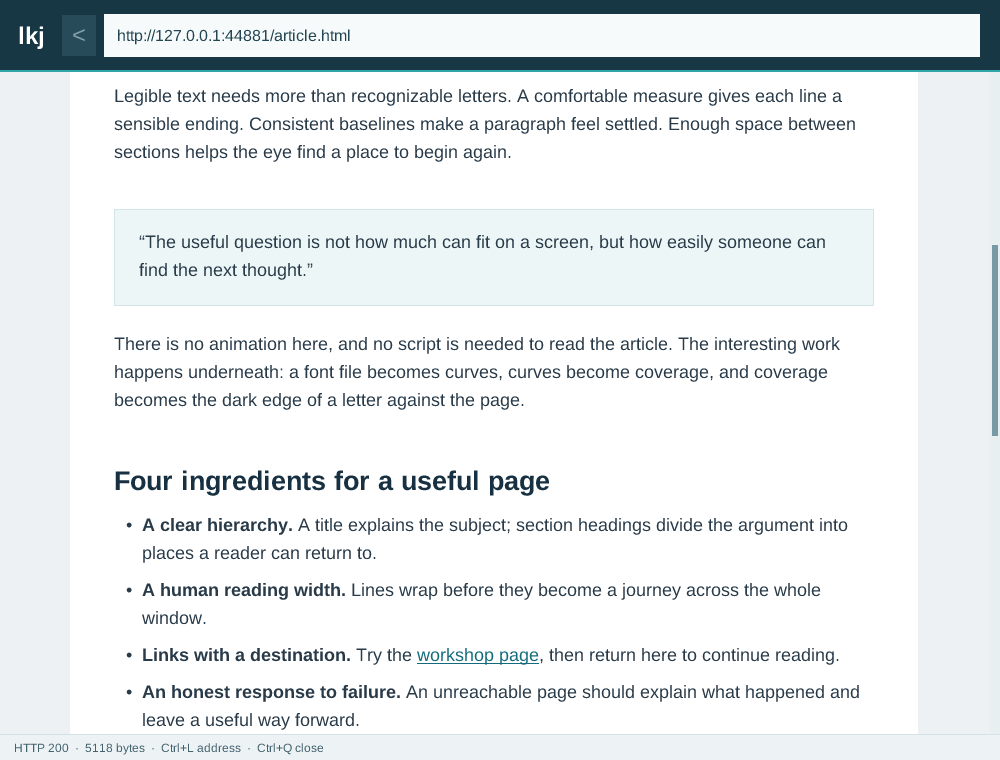 lkj
<
http://127.0.0.1:44881/article.html
Legible text needs more than recognizable letters. A comfortable measure gives each line a
sensible ending. Consistent baselines make a paragraph feel settled. Enough space between
sections helps the eye find a place to begin again.
“The useful question is not how much can fit on a screen, but how easily someone can
find the next thought.”
There is no animation here, and no script is needed to read the article. The interesting work
happens underneath: a font file becomes curves, curves become coverage, and coverage
becomes the dark edge of a letter against the page.
Four ingredients for a useful page
• A clear hierarchy. A title explains the subject; section headings divide the argument into
places a reader can return to.
• A human reading width. Lines wrap before they become a journey across the whole
window.
• Links with a destination. Try the workshop page, then return here to continue reading.
• An honest response to failure. An unreachable page should explain what happened and
leave a useful way forward.
HTTP 200 · 5118 bytes · Ctrl+L address · Ctrl+Q close